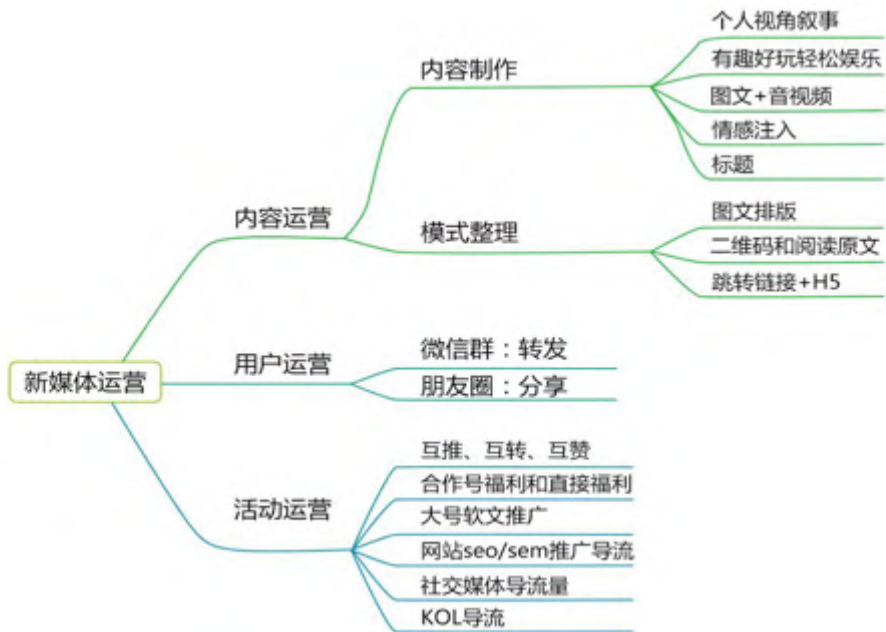 新媒体运营
内容运营
内容制作
个人视角叙事
有趣好玩轻松娱乐
图文+音视频
情感注入
标题
模式整理
图文排版
二维码和阅读原文
跳转链接+H5
用户运营
微信群：转发
朋友圈：分享
活动运营
互推、互转、互赞
合作号福利和直接福利
大号软文推广
网站seo/sem推广导流
社交媒体导流量
KOL导流